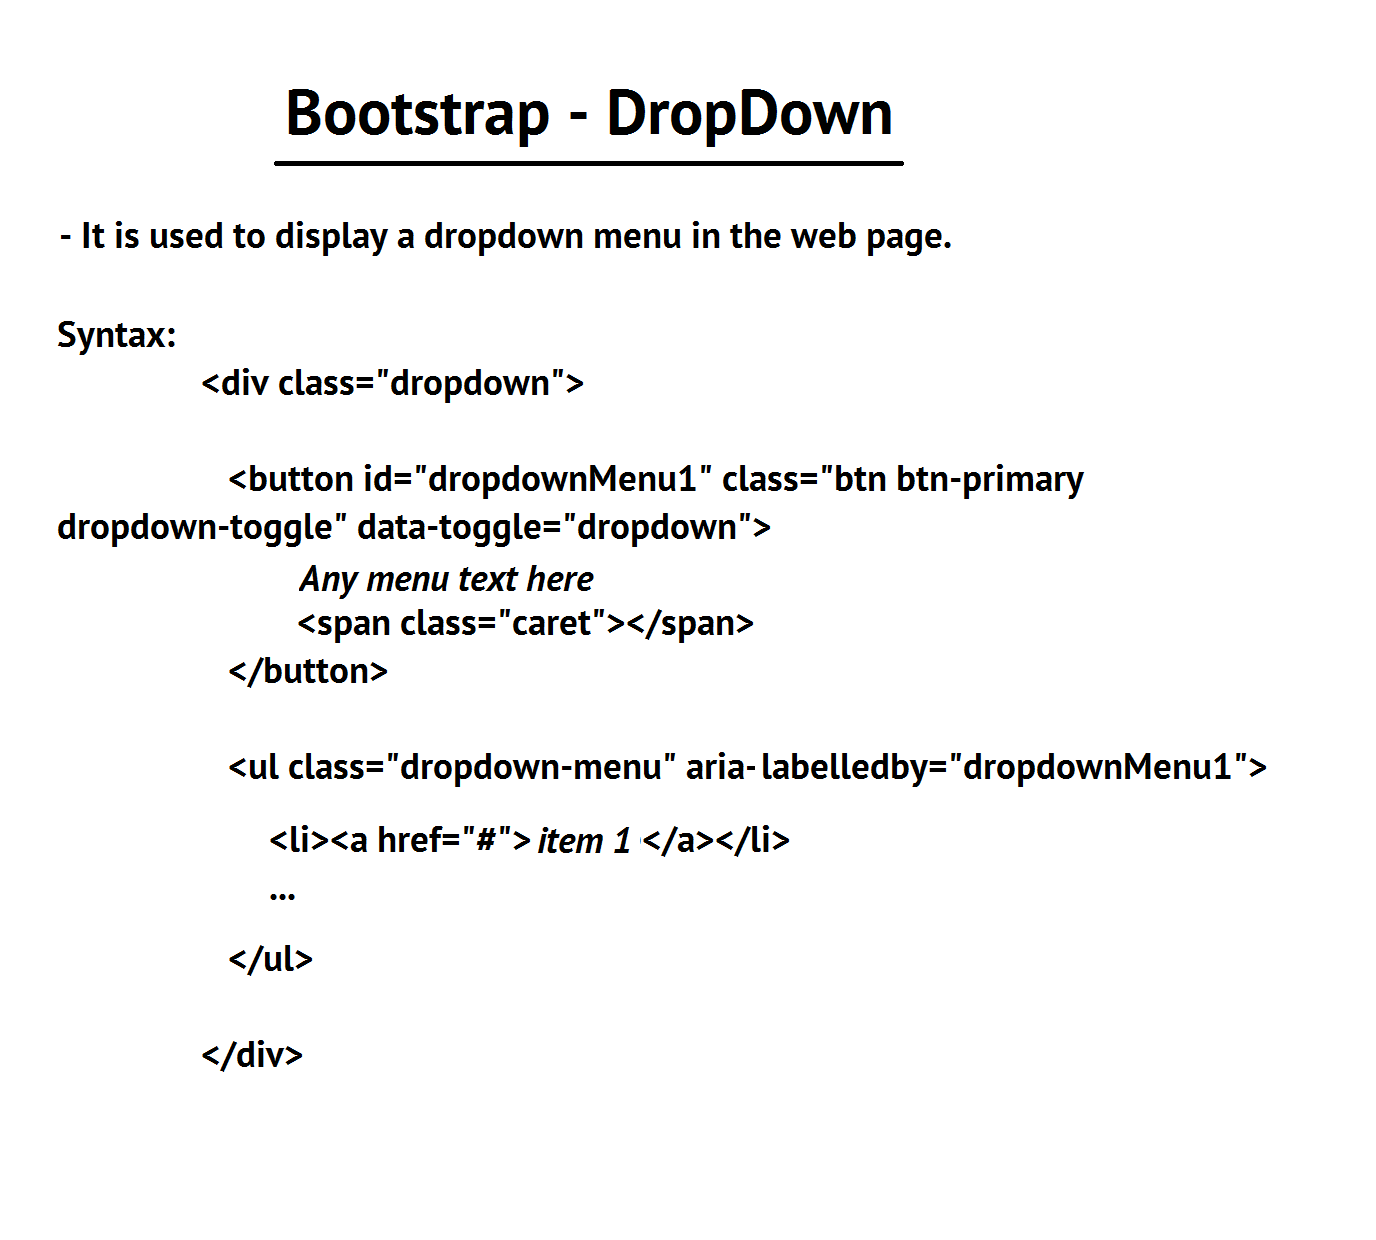 Bootstrap - DropDown
- It is used to display a dropdown menu in the web page.
Syntax:
<div class="dropdown">
<button id="dropdownMenu1" class="btn btn-primary
dropdown-toggle" data-toggle="dropdown">
Any menu text here
<span class="caret"></span>
</button>
<ul class="dropdown-menu" aria-labelledby="dropdownMenu1">
<li><a href="#"> item 1 </a></li>
...
</ul>
</div>